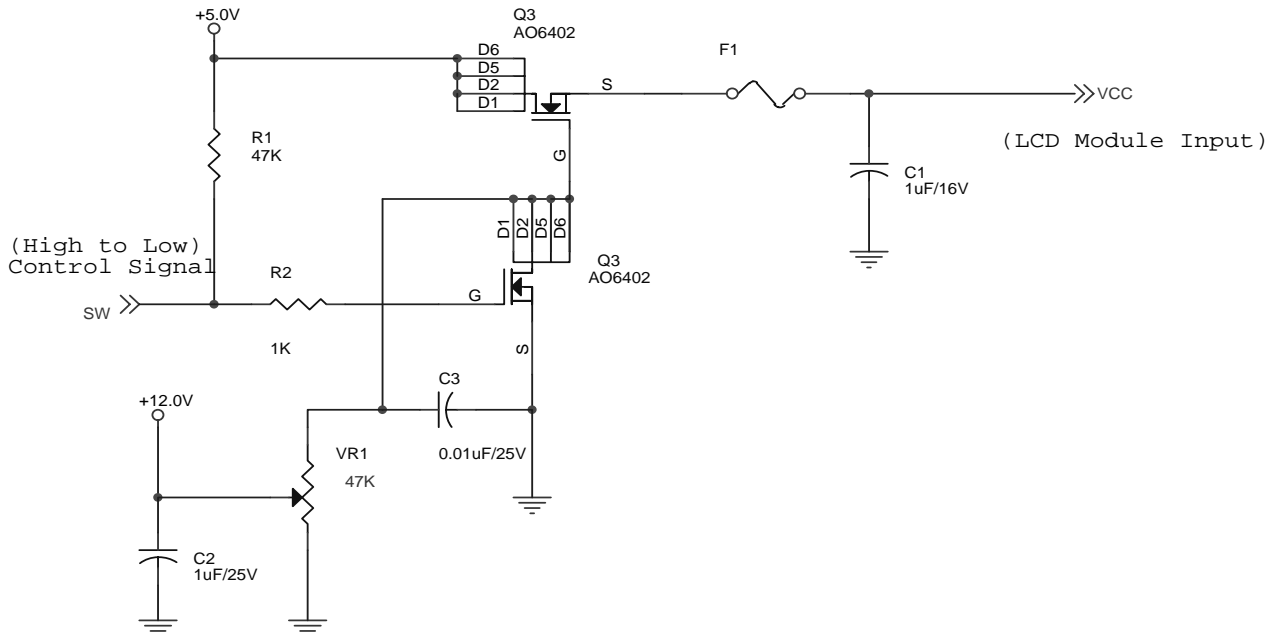 +5.0V
Q3
AO6402
D6
D5
D2
D1
S
F1
VCC
(LCD Module Input)
R1
47K
G
C1
1uF/16V
D1
D2
D5
D6
(High to Low)
Control Signal
Q3
AO6402
R2
G
SW
1K
S
C3
+12.0V
VR1
0.01uF/25V
47K
C2
1uF/25V